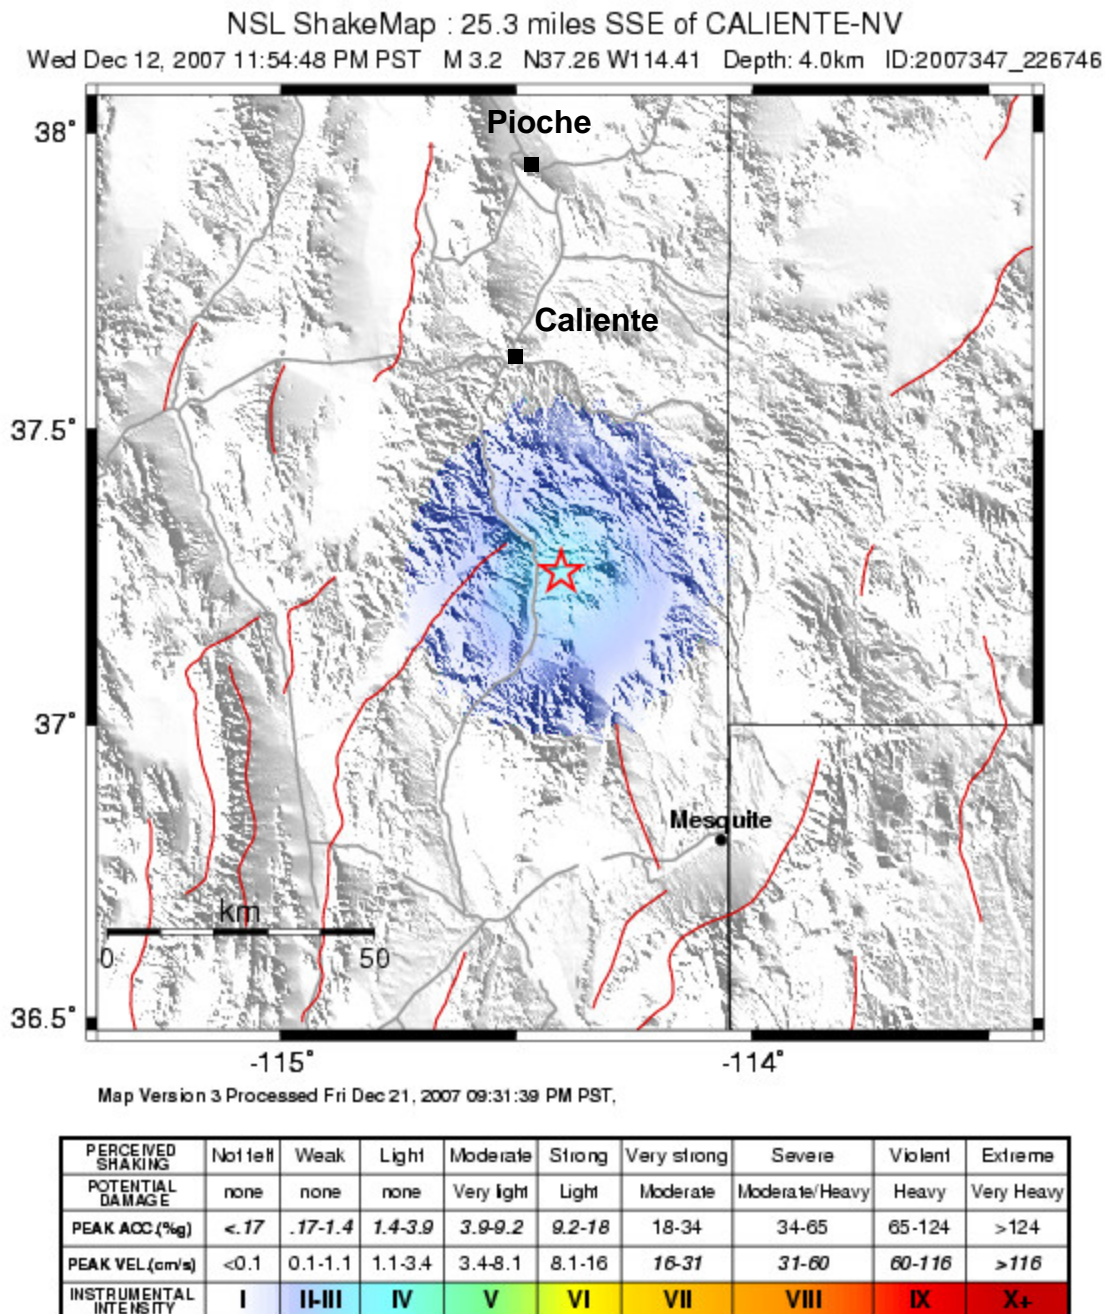 NSL ShakeMap : 25.3 miles SSE of CALIENTE-NV
Wed Dec 12, 2007 11:54:48 PM PST M 3.2 N37.26 W114.41 Depth: 4.0km ID:2007347_226746
Pioche
38°
Caliente
37.5°
37°
Mesquite
km
0 50
36.5°
-115° -114°
Map Version 3 Processed Fri Dec 21, 2007 09:31:39 PM PST,
PERCEIVED SHAKING Not felt Weak Light Moderate Strong Very strong Severe Violent Extreme
POTENTIAL DAMAGE none none none Very light Light Moderate Moderate/Heavy Heavy Very Heavy
PEAK ACC.(%g) <.17 .17-1.4 1.4-3.9 3.9-9.2 9.2-18 18-34 34-65 65-124 >124
PEAK VEL.(cm/s) <0.1 0.1-1.1 1.1-3.4 3.4-8.1 8.1-16 16-31 31-60 60-116 >116
INSTRUMENTAL INTENSITY I II-III IV V VI VII VIII IX X+